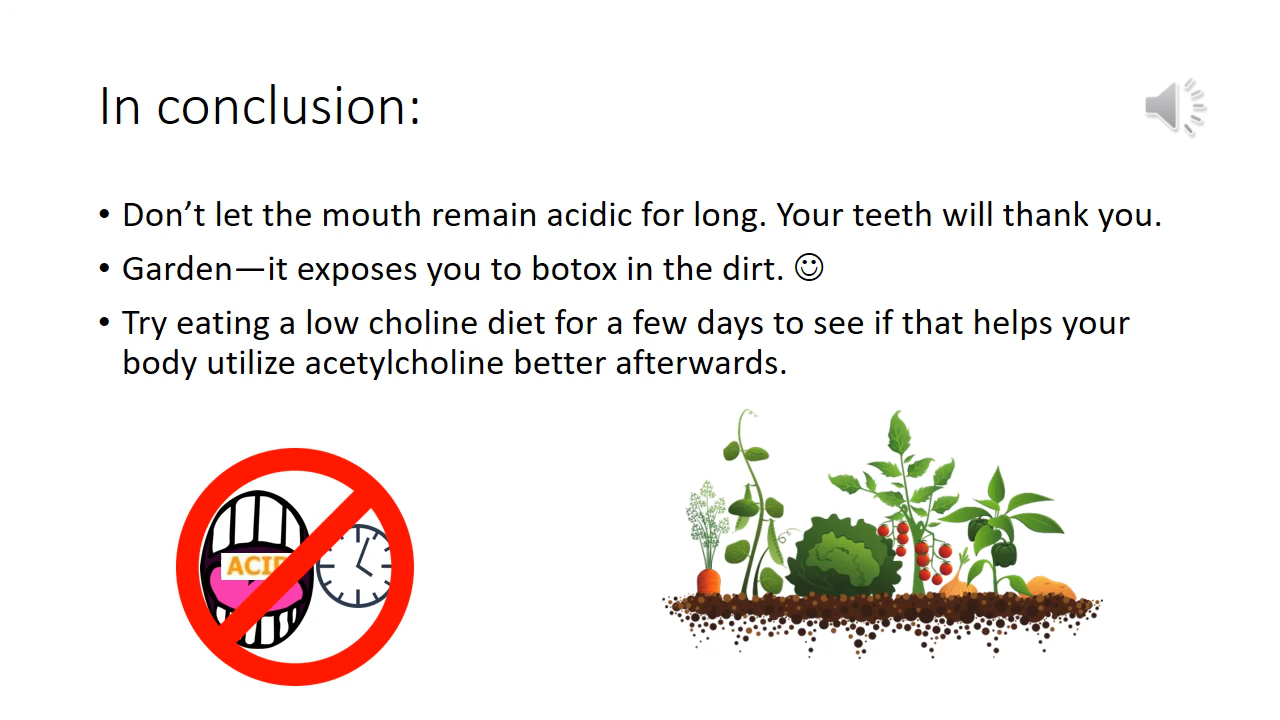 In conclusion:
• Don’t let the mouth remain acidic for long. Your teeth will thank you.
• Garden—it exposes you to botox in the dirt. ☺
• Try eating a low choline diet for a few days to see if that helps your
body utilize acetylcholine better afterwards.
ACID